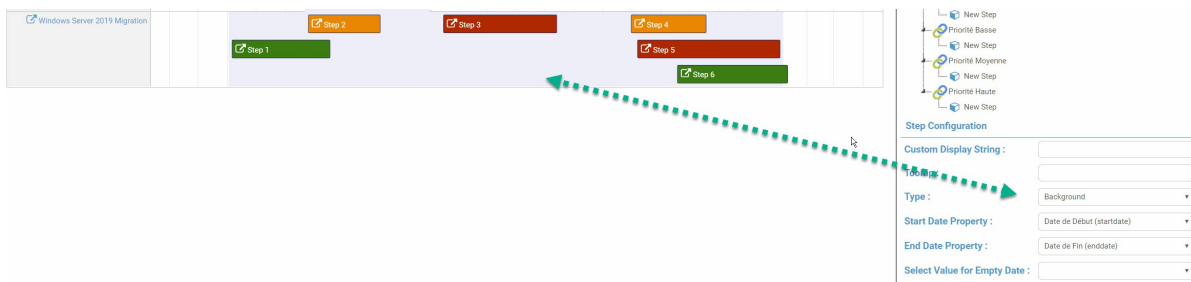 Windows Server 2019 Migration
Step 2
Step 3
Step 4
Step 1
Step 5
Step 6
New Step
Priorité Basse
New Step
Priorité Moyenne
New Step
Priorité Haute
New Step
Step Configuration
Custom Display String :
Tooltip :
Type :
Background
Start Date Property :
Date de Début (startdate)
End Date Property :
Date de Fin (enddate)
Select Value for Empty Date :